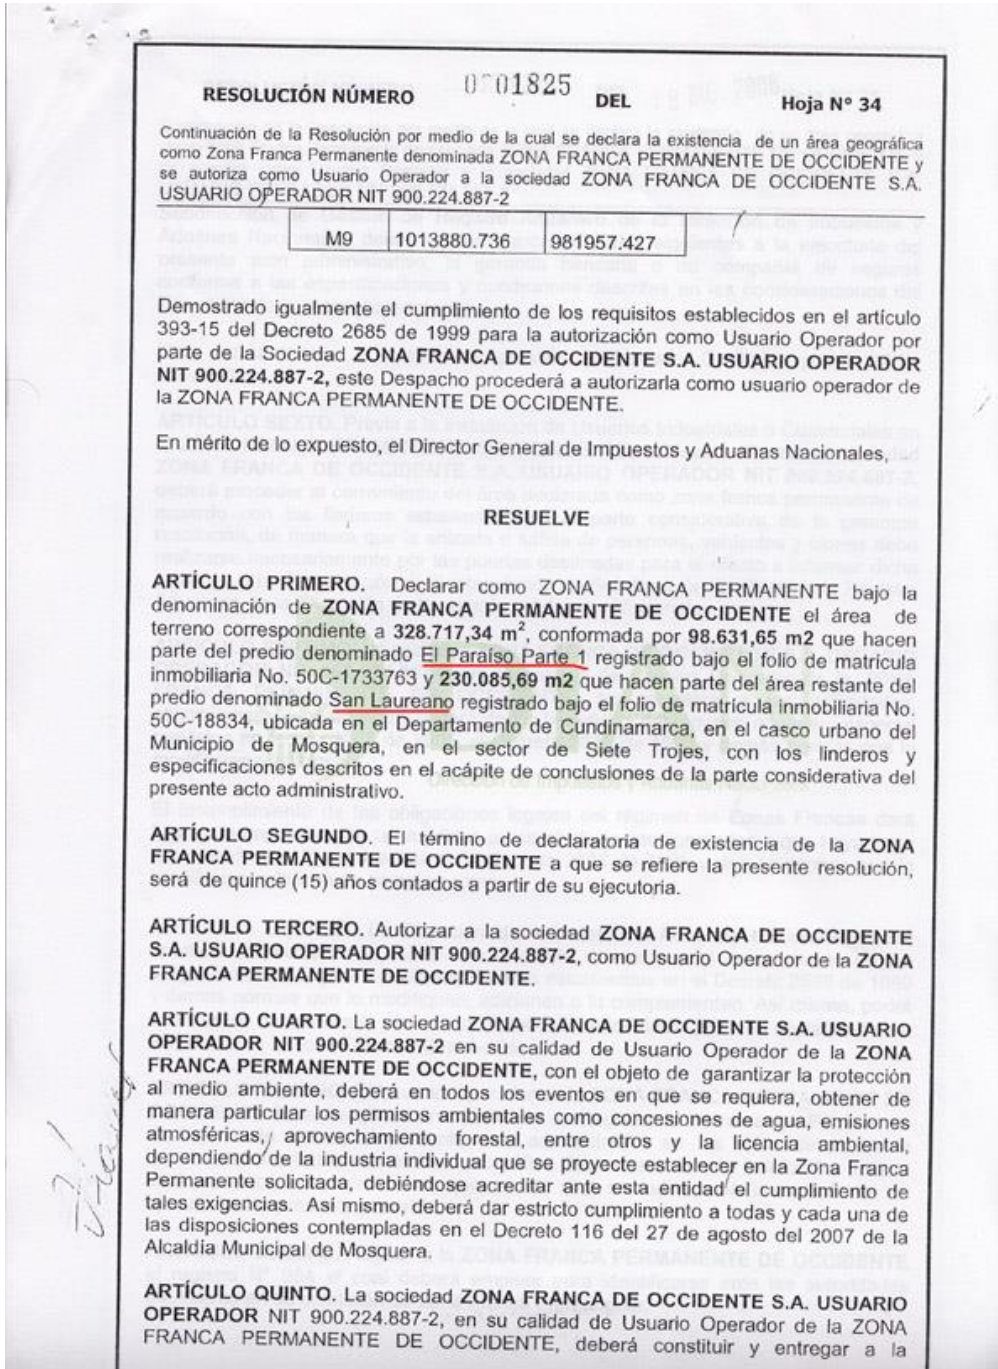 RESOLUCIÓN NÚMERO 0001825 DEL Hoja N° 34
Continuación de la Resolución por medio de la cual se declara la existencia de un área geográfica
como Zona Franca Permanente denominada ZONA FRANCA PERMANENTE DE OCCIDENTE y
se autoriza como Usuario Operador a la sociedad ZONA FRANCA DE OCCIDENTE S.A.
USUARIO OPERADOR NIT 900.224.887-2
M9 1013880.736 981957.427
Demostrado igualmente el cumplimiento de los requisitos establecidos en el artículo
393-15 del Decreto 2685 de 1999 para la autorización como Usuario Operador por
parte de la Sociedad ZONA FRANCA DE OCCIDENTE S.A. USUARIO OPERADOR
NIT 900.224.887-2, este Despacho procederá a autorizarla como usuario operador de
la ZONA FRANCA PERMANENTE DE OCCIDENTE.
En mérito de lo expuesto, el Director General de Impuestos y Aduanas Nacionales,
RESUELVE
ARTÍCULO PRIMERO. Declarar como ZONA FRANCA PERMANENTE bajo la
denominación de ZONA FRANCA PERMANENTE DE OCCIDENTE el área de
terreno correspondiente a 328.717,34 m², conformada por 98.631,65 m2 que hacen
parte del predio denominado El Paraíso Parte 1 registrado bajo el folio de matrícula
inmobiliaria No. 50C-1733763 y 230.085,69 m2 que hacen parte del área restante del
predio denominado San Laureano registrado bajo el folio de matrícula inmobiliaria No.
50C-18834, ubicada en el Departamento de Cundinamarca, en el casco urbano del
Municipio de Mosquera, en el sector de Siete Trojes, con los linderos y
especificaciones descritos en el acápite de conclusiones de la parte considerativa del
presente acto administrativo.
ARTÍCULO SEGUNDO. El término de declaratoria de existencia de la ZONA
FRANCA PERMANENTE DE OCCIDENTE a que se refiere la presente resolución,
será de quince (15) años contados a partir de su ejecutoria.
ARTÍCULO TERCERO. Autorizar a la sociedad ZONA FRANCA DE OCCIDENTE
S.A. USUARIO OPERADOR NIT 900.224.887-2, como Usuario Operador de la ZONA
FRANCA PERMANENTE DE OCCIDENTE.
ARTÍCULO CUARTO. La sociedad ZONA FRANCA DE OCCIDENTE S.A. USUARIO
OPERADOR NIT 900.224.887-2 en su calidad de Usuario Operador de la ZONA
FRANCA PERMANENTE DE OCCIDENTE, con el objeto de garantizar la protección
al medio ambiente, deberá en todos los eventos en que se requiera, obtener de
manera particular los permisos ambientales como concesiones de agua, emisiones
atmosféricas, aprovechamiento forestal, entre otros y la licencia ambiental,
dependiendo de la industria individual que se proyecte establecer en la Zona Franca
Permanente solicitada, debiéndose acreditar ante esta entidad el cumplimiento de
tales exigencias. Así mismo, deberá dar estricto cumplimiento a todas y cada una de
las disposiciones contempladas en el Decreto 116 del 27 de agosto del 2007 de la
Alcaldía Municipal de Mosquera.
ARTÍCULO QUINTO. La sociedad ZONA FRANCA DE OCCIDENTE S.A. USUARIO
OPERADOR NIT 900.224.887-2, en su calidad de Usuario Operador de la ZONA
FRANCA PERMANENTE DE OCCIDENTE, deberá constituir y entregar a la